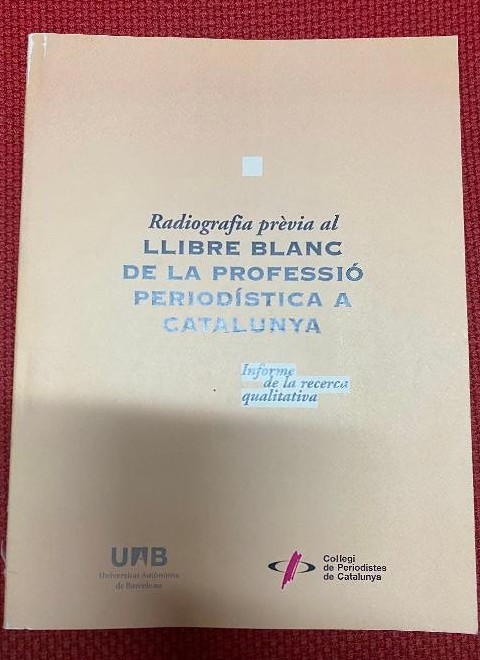 Radiografia prèvia al
LLIBRE BLANC
DE LA PROFESSIÓ
PERIODÍSTICA A
CATALUNYA
Informe
de la recerca
qualitativa
UAB
Universitat Autònoma
de Barcelona
Col·legi
de Periodistes
de Catalunya